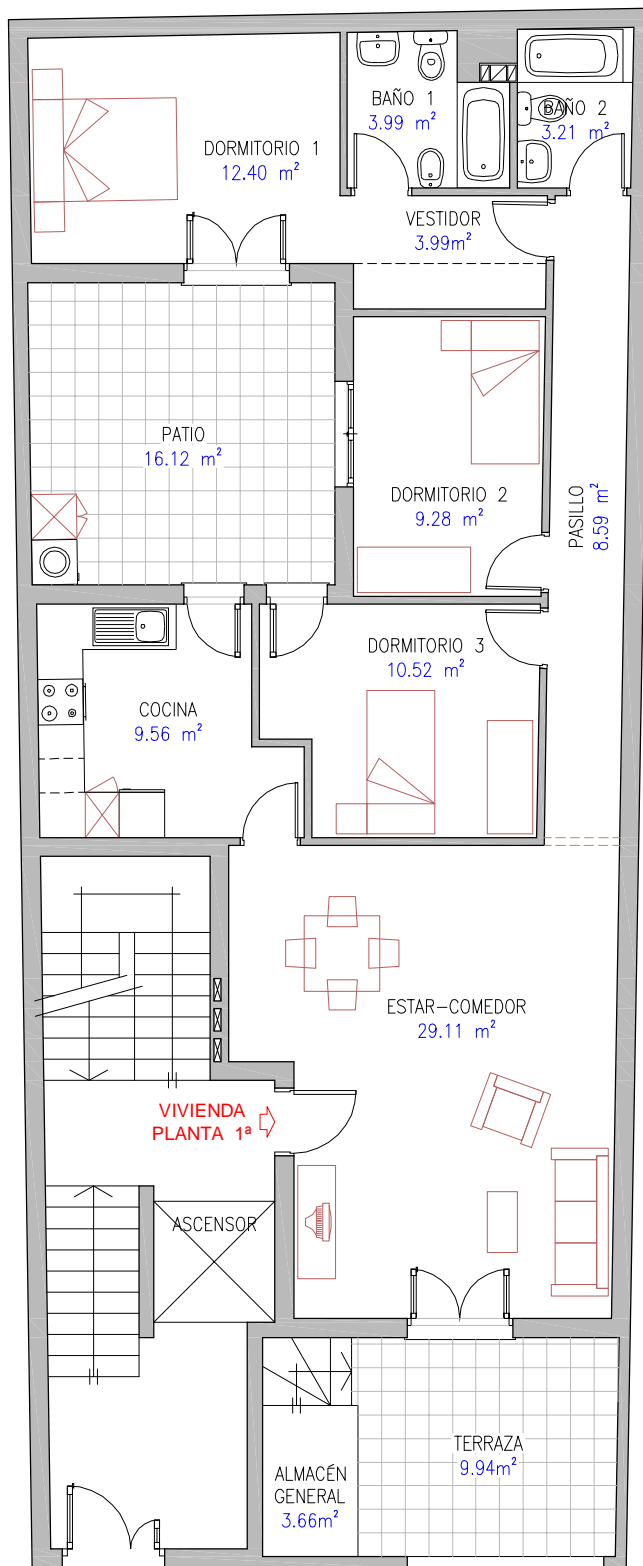 BAÑO 1
3.99 m²
BAÑO 2
3.21 m²
DORMITORIO 1
12.40 m²
VESTIDOR
3.99m²
PATIO
16.12 m²
DORMITORIO 2
9.28 m²
PASILLO
8.59 m²
DORMITORIO 3
10.52 m²
COCINA
9.56 m²
ESTAR-COMEDOR
29.11 m²
VIVIENDA
PLANTA 1ª
ASCENSOR
TERRAZA
9.94m²
ALMACÉN
GENERAL
3.66m²